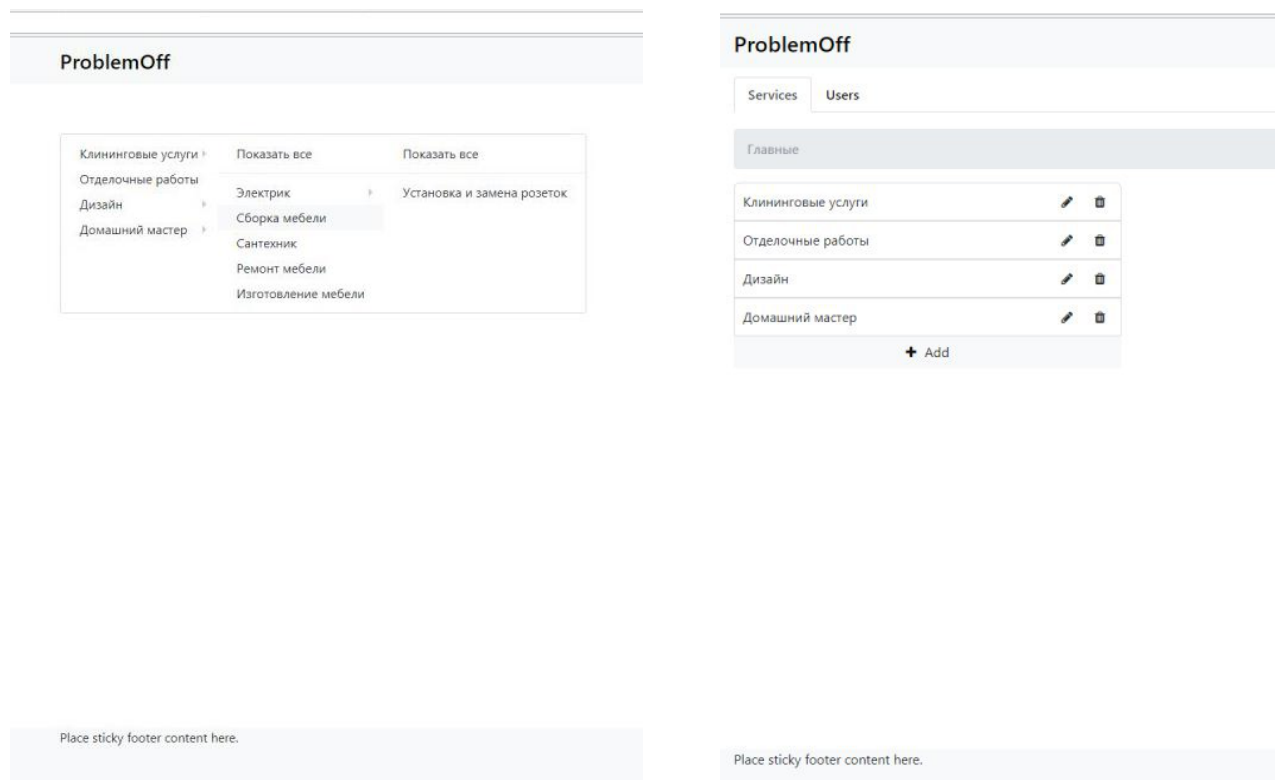 ProblemOff
Клининговые услуги
Отделочные работы
Дизайн
Домашний мастер
Показать все
Электрик
Сборка мебели
Сантехник
Ремонт мебели
Изготовление мебели
Показать все
Установка и замена розеток
Place sticky footer content here.
ProblemOff
Services Users
Главные
Клининговые услуги
Отделочные работы
Дизайн
Домашний мастер
Add
Place sticky footer content here.